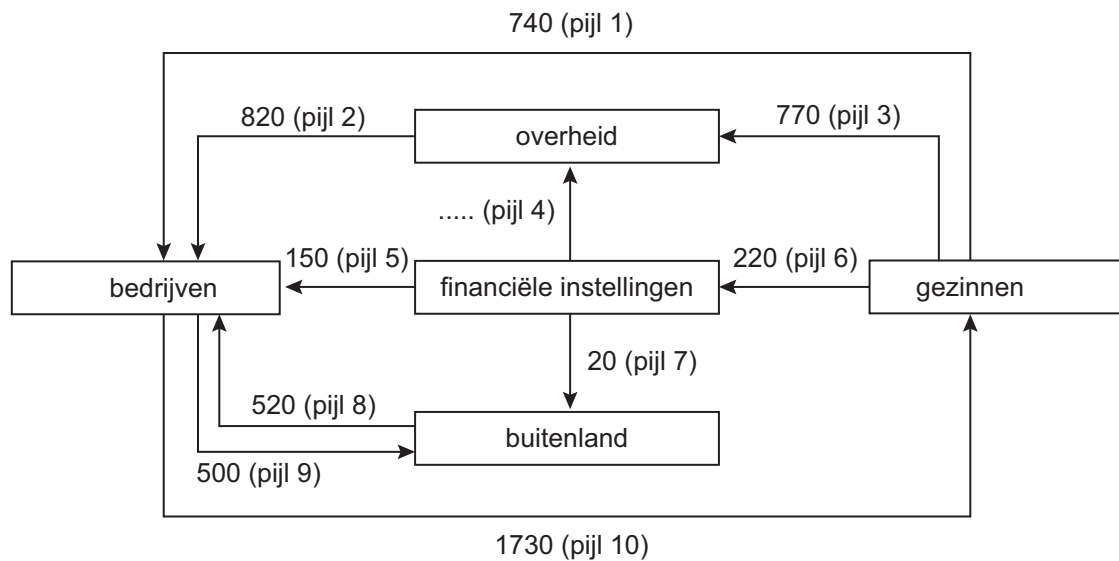 740 (pijl 1)
820 (pijl 2)
overheid
770 (pijl 3)
..... (pijl 4)
150 (pijl 5)
220 (pijl 6)
bedrijven
financiële instellingen
gezinnen
20 (pijl 7)
520 (pijl 8)
buitenland
500 (pijl 9)
1730 (pijl 10)